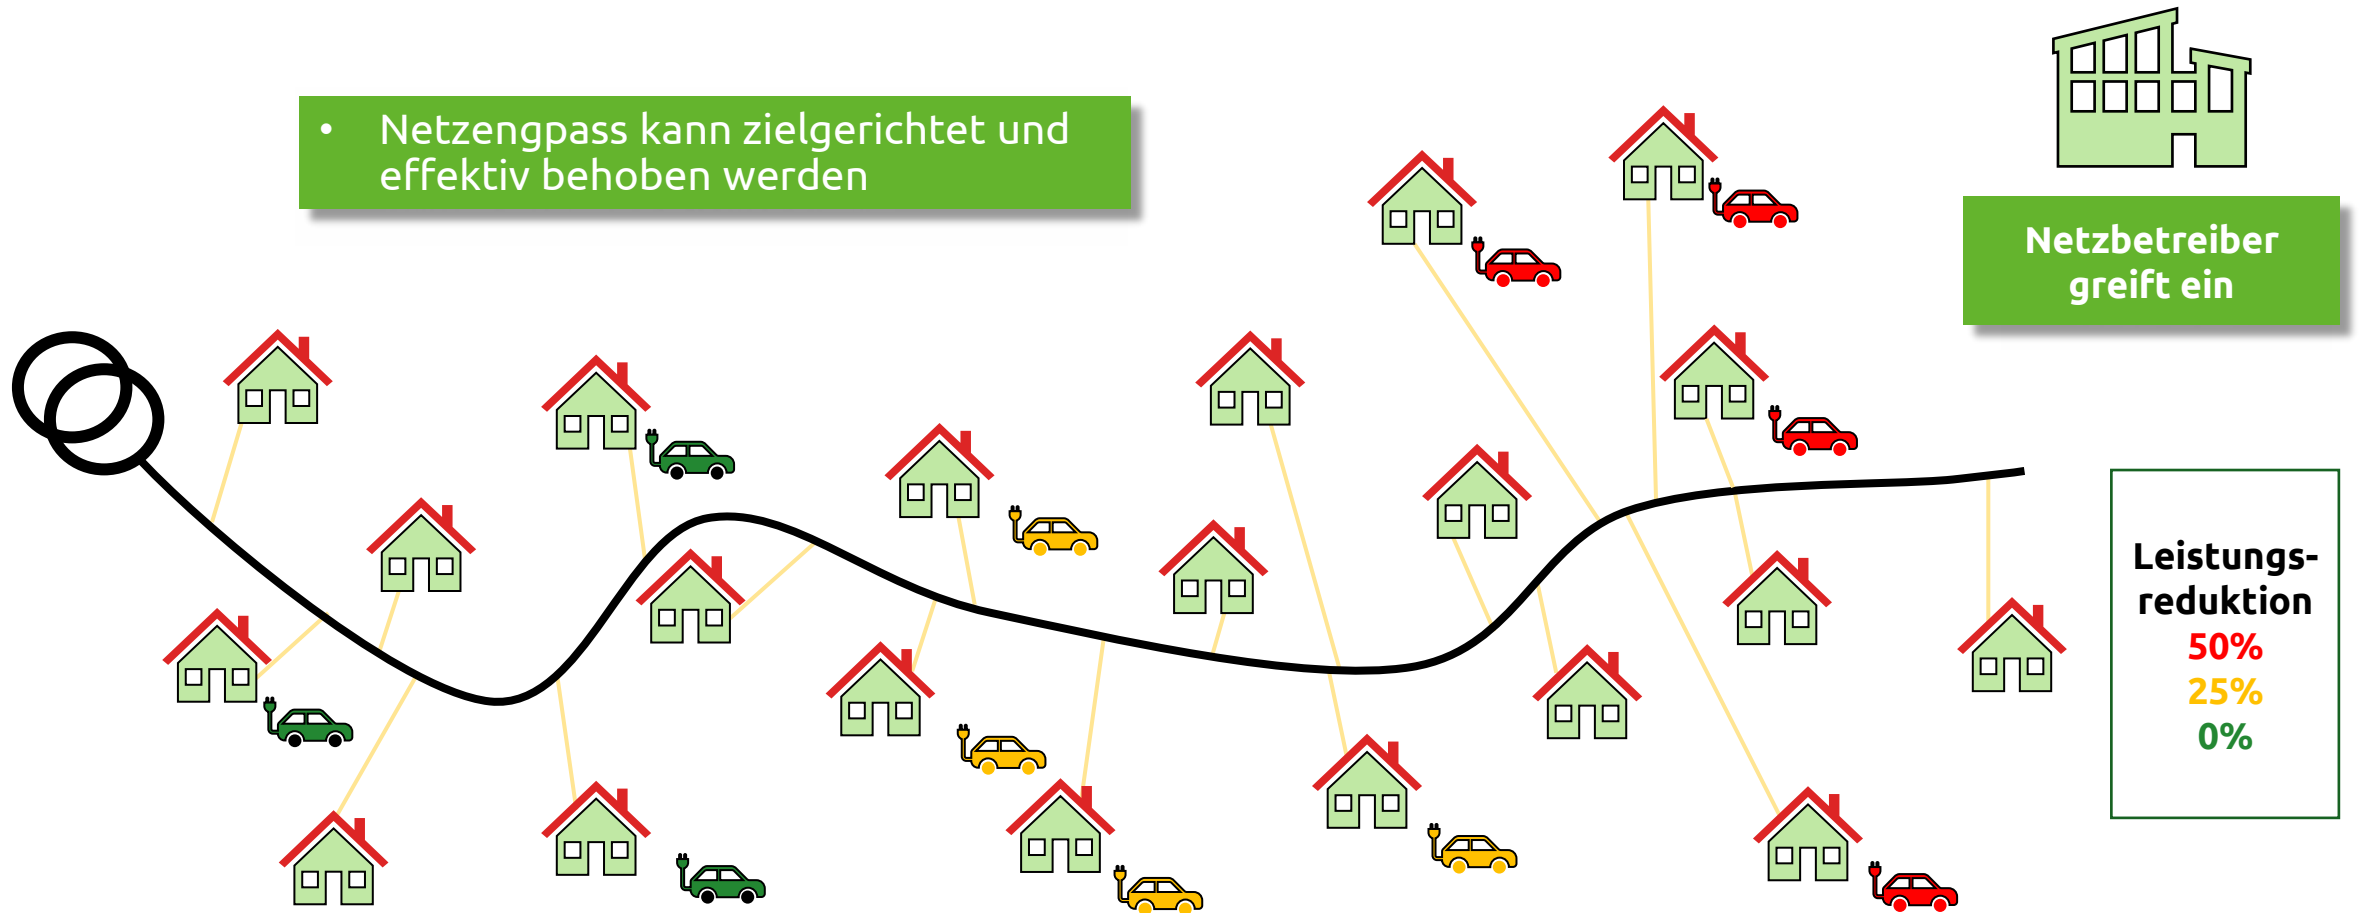 • Netzengpass kann zielgerichtet und
effektiv behoben werden
Netzbetreiber
greift ein
Leistungs-
reduktion
50%
25%
0%